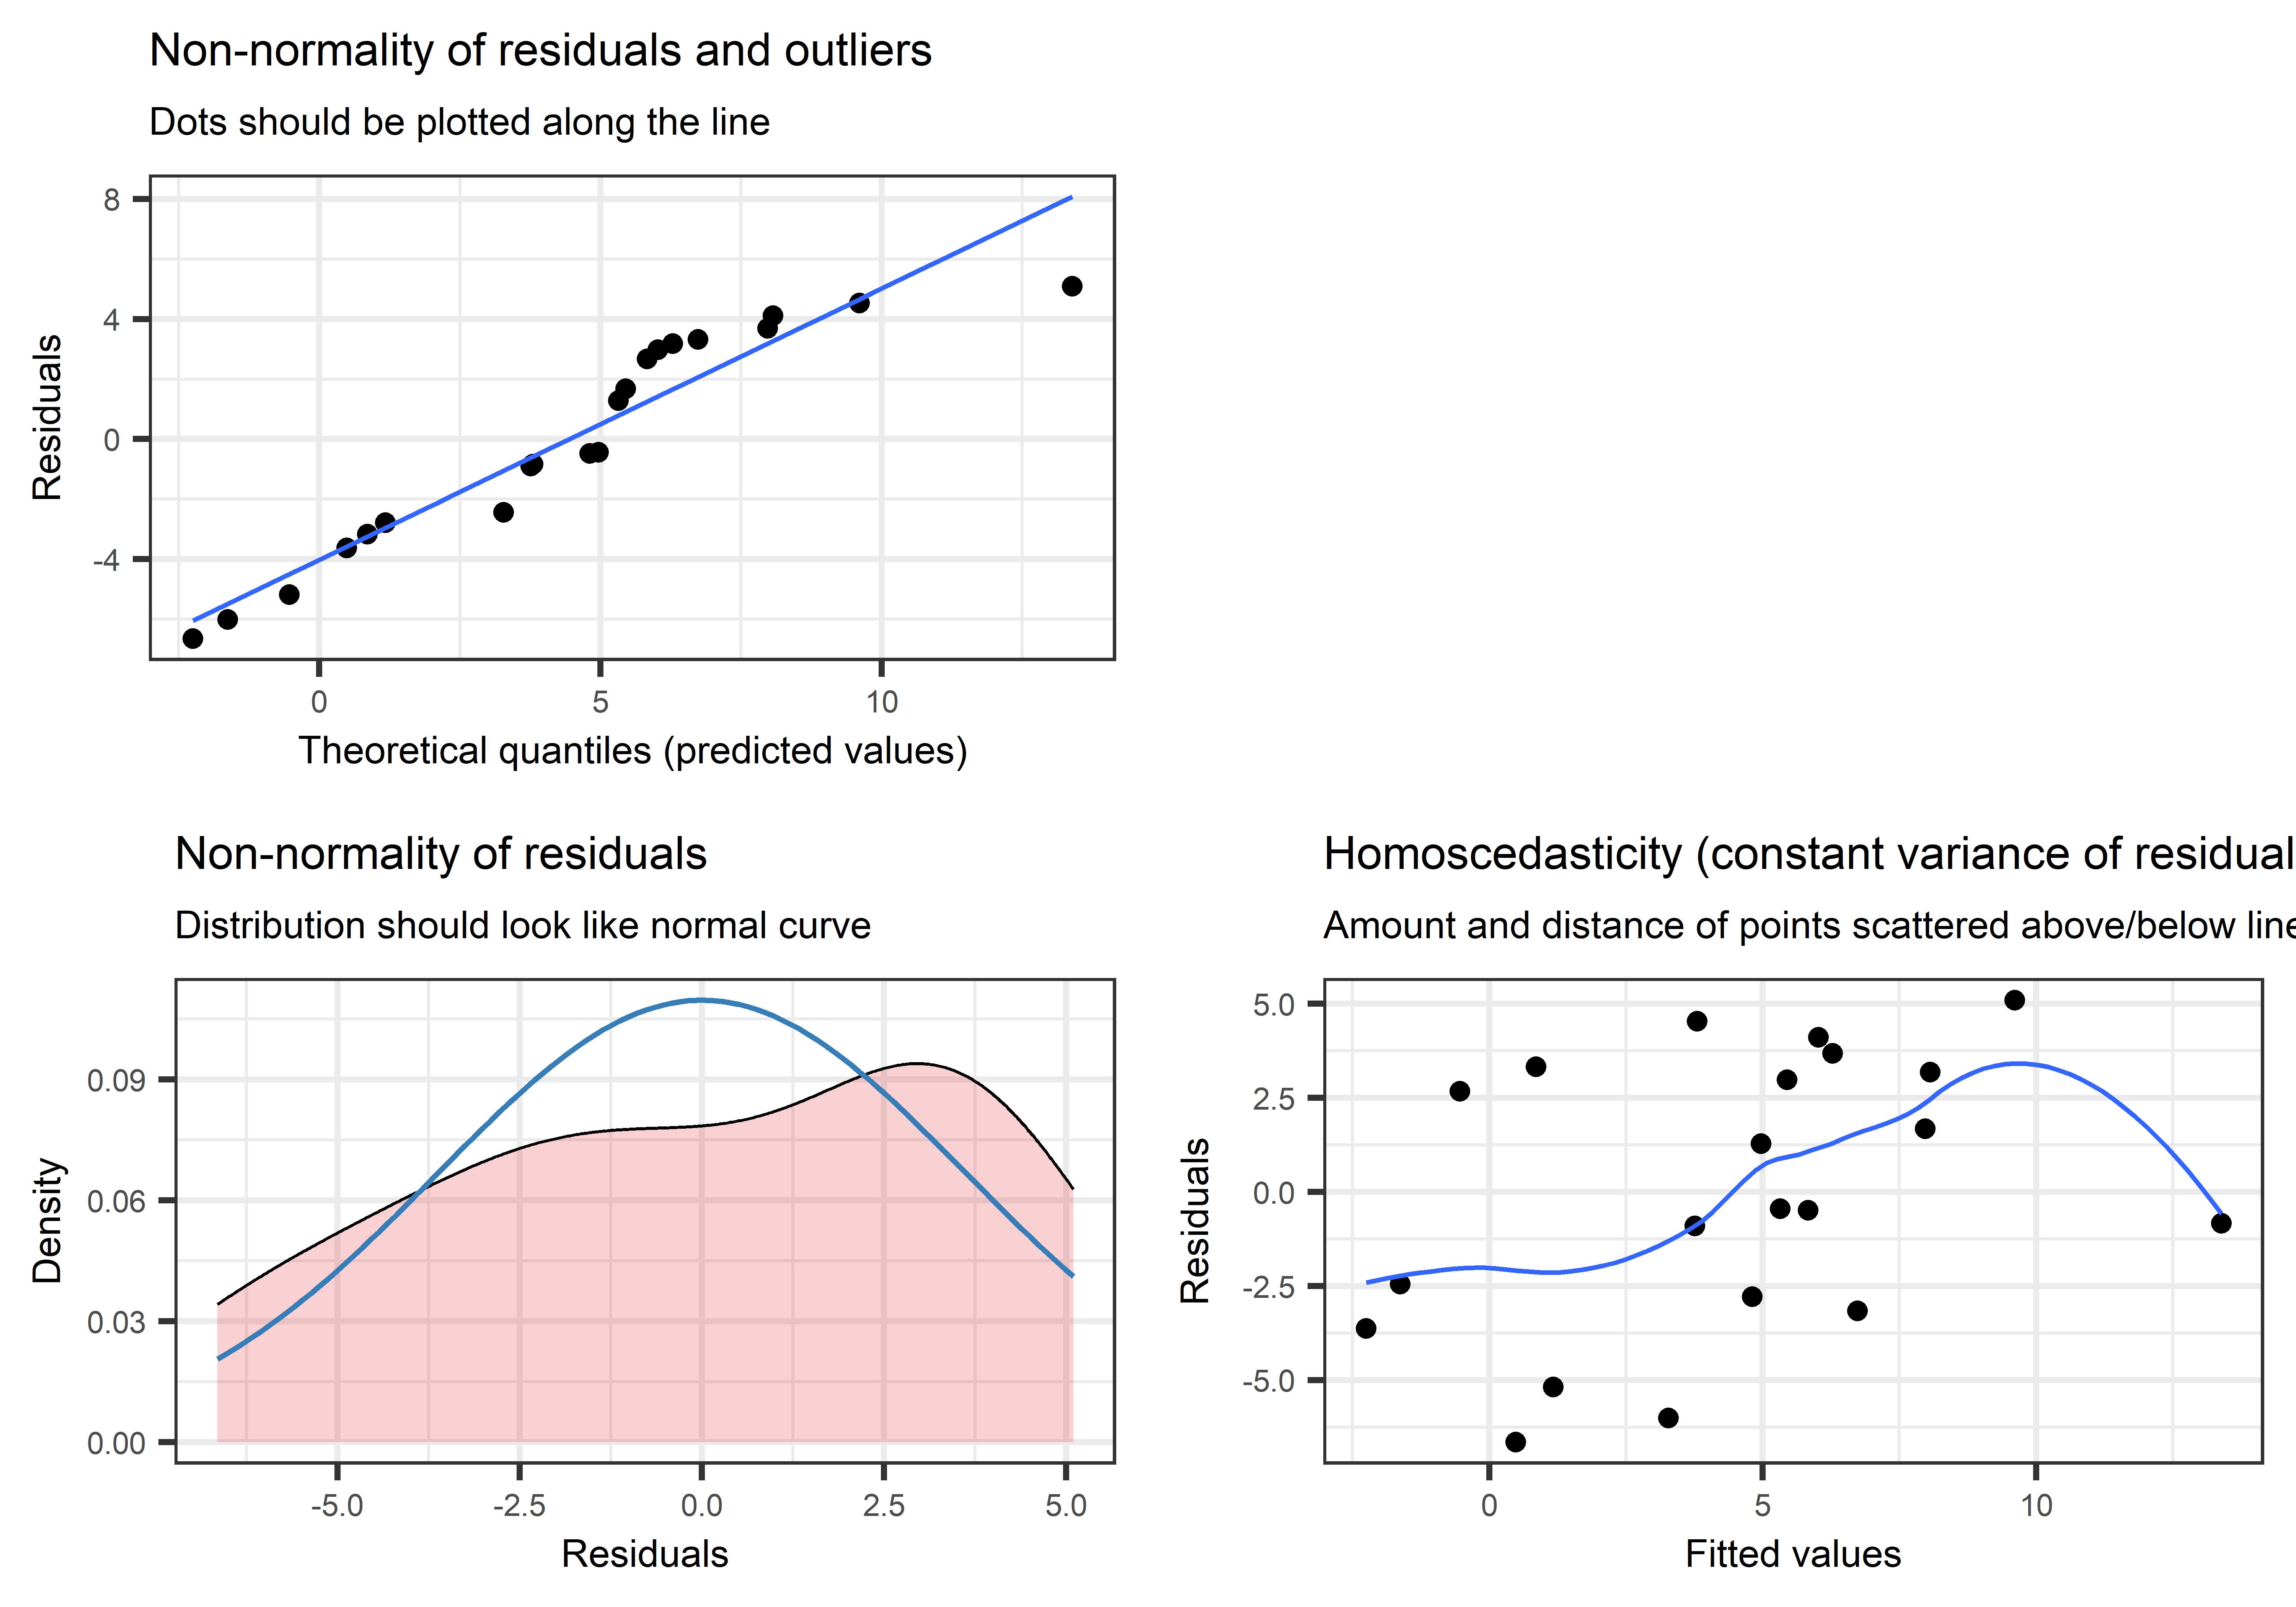 Non-normality of residuals and outliers
Dots should be plotted along the line
8
4
0
-4
Residuals
0 5 10
Theoretical quantiles (predicted values)
Non-normality of residuals
Distribution should look like normal curve
0.09
0.06
0.03
0.00
Density
-5.0 -2.5 0.0 2.5 5.0
Residuals
Homoscedasticity (constant variance of residual
Amount and distance of points scattered above/below line
5.0
2.5
0.0
-2.5
-5.0
Residuals
0 5 10
Fitted values